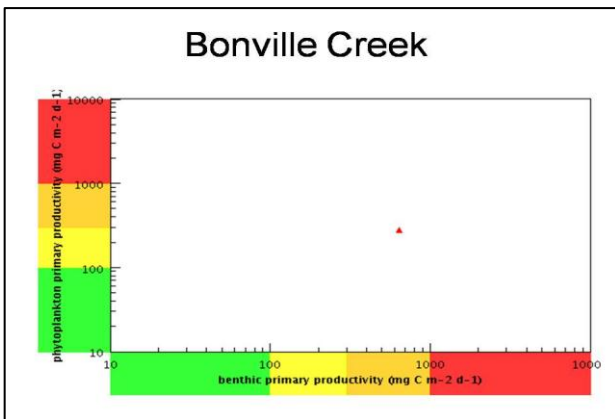 Bonville Creek
phytoplankton primary productivity (mg C m-2 d-1)
10000
1000
100
10
10
100
1000
1000
benthic primary productivity (mg C m-2 d-1)